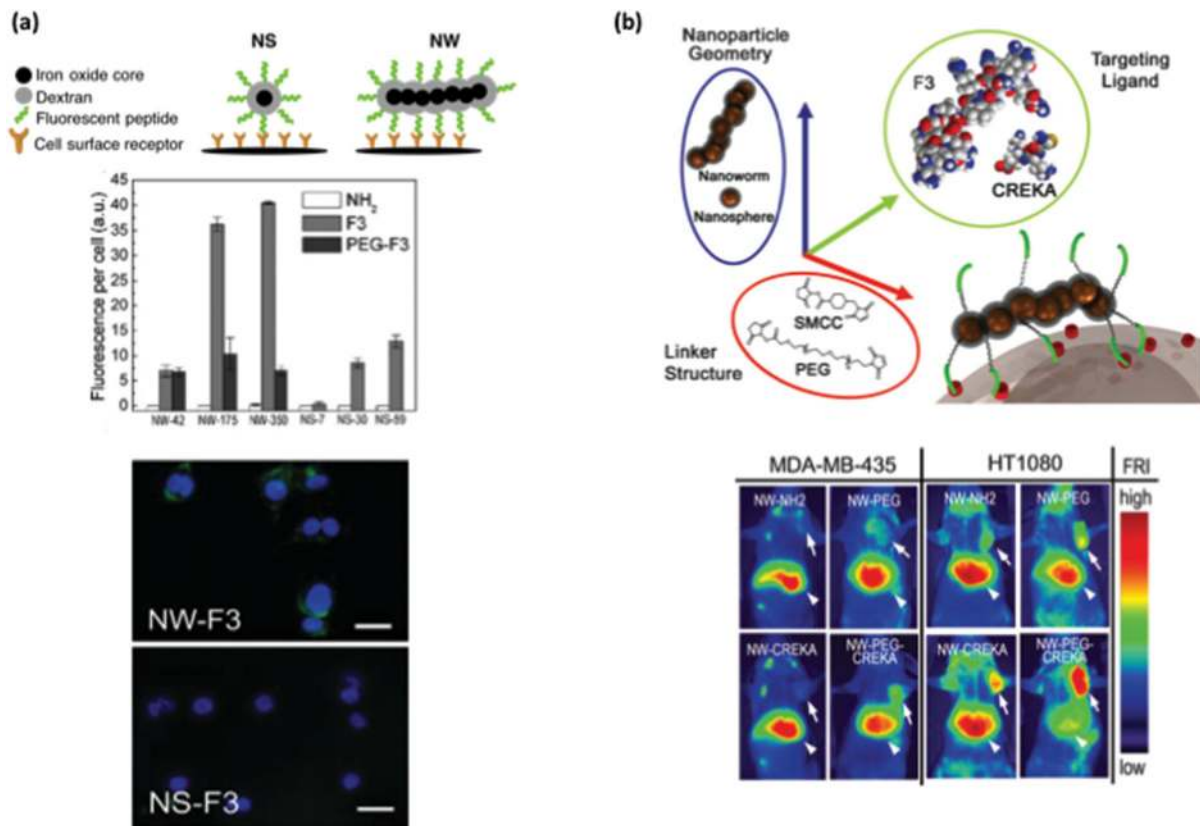 (a)
NS NW
Iron oxide core
Dextran
Fluorescent peptide
Cell surface receptor
Fluorescence per cell (a.u.)
45
40
35
30
25
20
15
10
5
0
NH2
F3
PEG-F3
NW-42 NW-175 NW-350 NS-7 NS-30 NS-59
NW-F3
NS-F3
(b)
Nanoparticle
Geometry
Nanoworm
Nanosphere
F3
CREKA
Targeting
Ligand
SMCC
PEG
Linker
Structure
MDA-MB-435 HT1080 FRI
NW-NH2 NW-PEG NW-NH2 NW-PEG
high
NW-CREKA NW-PEG-
CREKA NW-CREKA NW-PEG-
CREKA
low